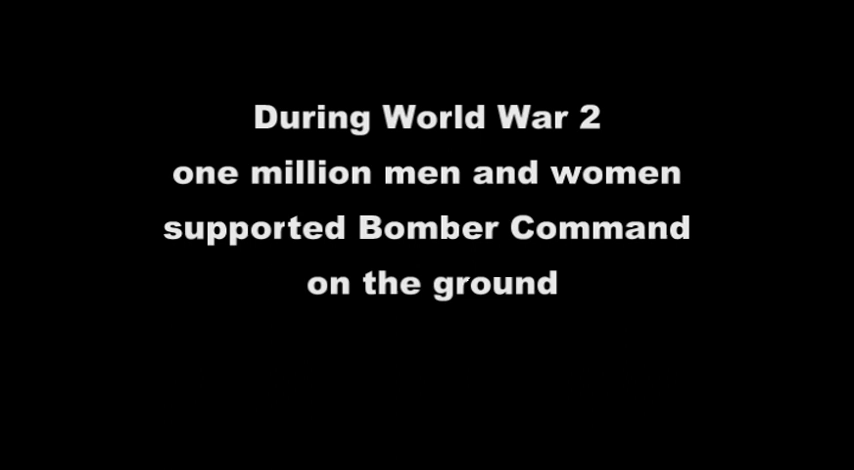 During World War 2
one million men and women
supported Bomber Command
on the ground